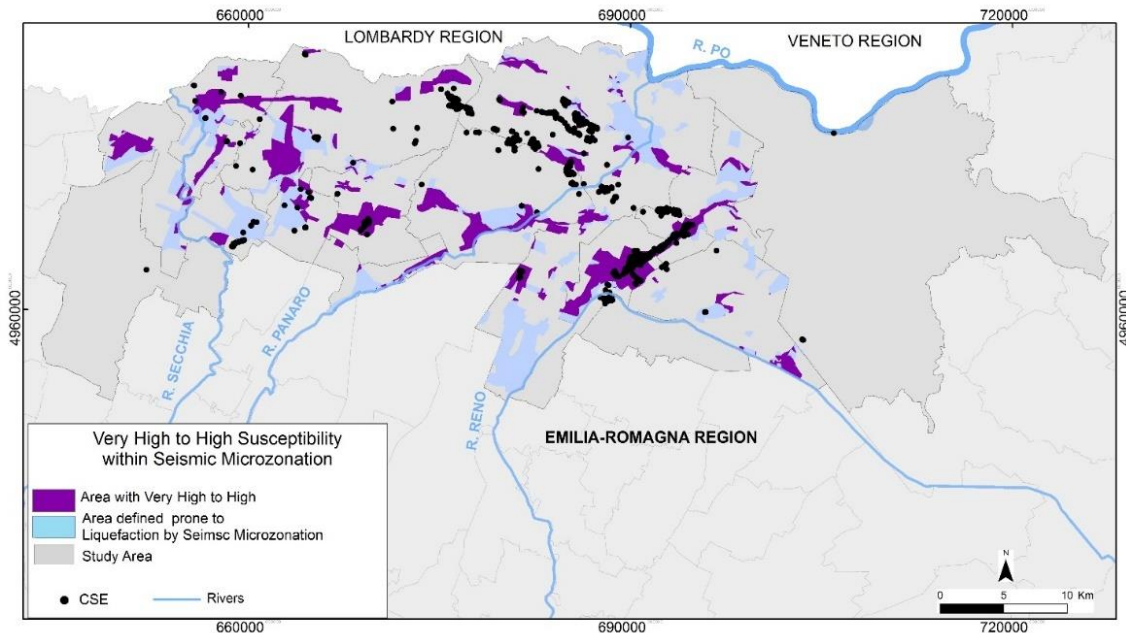 660000
690000
720000
LOMBARDY REGION
VENETO REGION
R. PO
4960000
4960000
R. SECCHIA
R. PANARO
R. RENO
EMILIA-ROMAGNA REGION
Very High to High Susceptibility
within Seismic Microzonation
Area with Very High to High
Area defined prone to
Liquefaction by Seimsc Microzonation
Study Area
CSE
Rivers
N
0 5 10 Km
660000
690000
720000